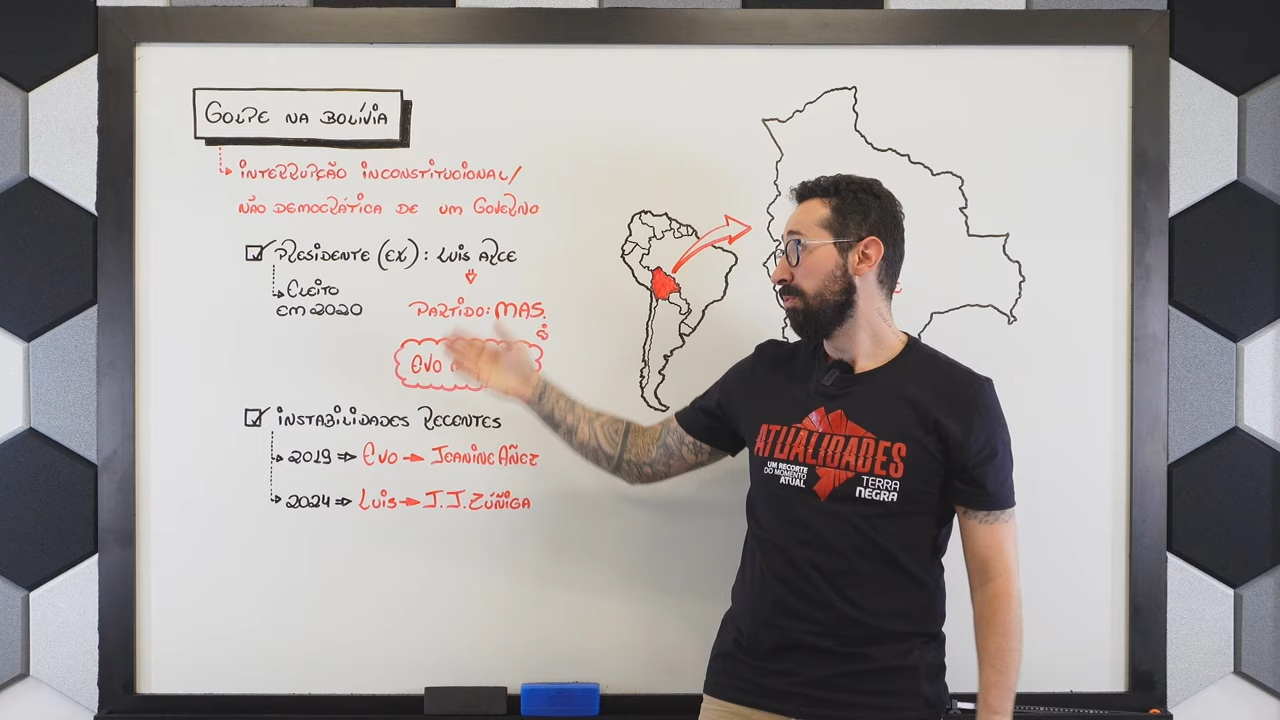 GOLPE NA BOLÍVIA
INTERRUPÇÃO INCONSTITUCIONAL/
NÃO DEMOCRÁTICA DE UM GOVERNO
PRESIDENTE (EX): LUIS ARCE
ELEITO
EM 2020
PARTIDO: MAS.
EVO
INSTABILIDADES RECENTES
2019 ⇒ EVO → JEANINE AÑEZ
2024 ⇒ LUIS → J.J. ZÚÑIGA
ATUALIDADES
UM RECORTE
DO MOMENTO
ATUAL
TERRA
NEGRA